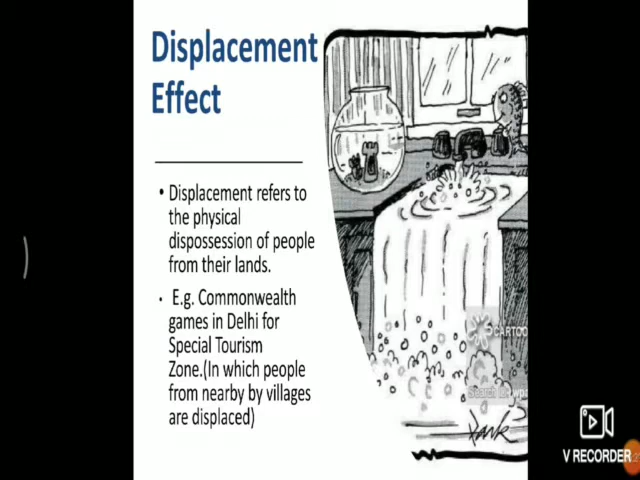 Displacement
Effect
• Displacement refers to
the physical
dispossession of people
from their lands.
• E.g. Commonwealth
games in Delhi for
Special Tourism
Zone.(In which people
from nearby by villages
are displaced)
CARTOO
V RECORDER